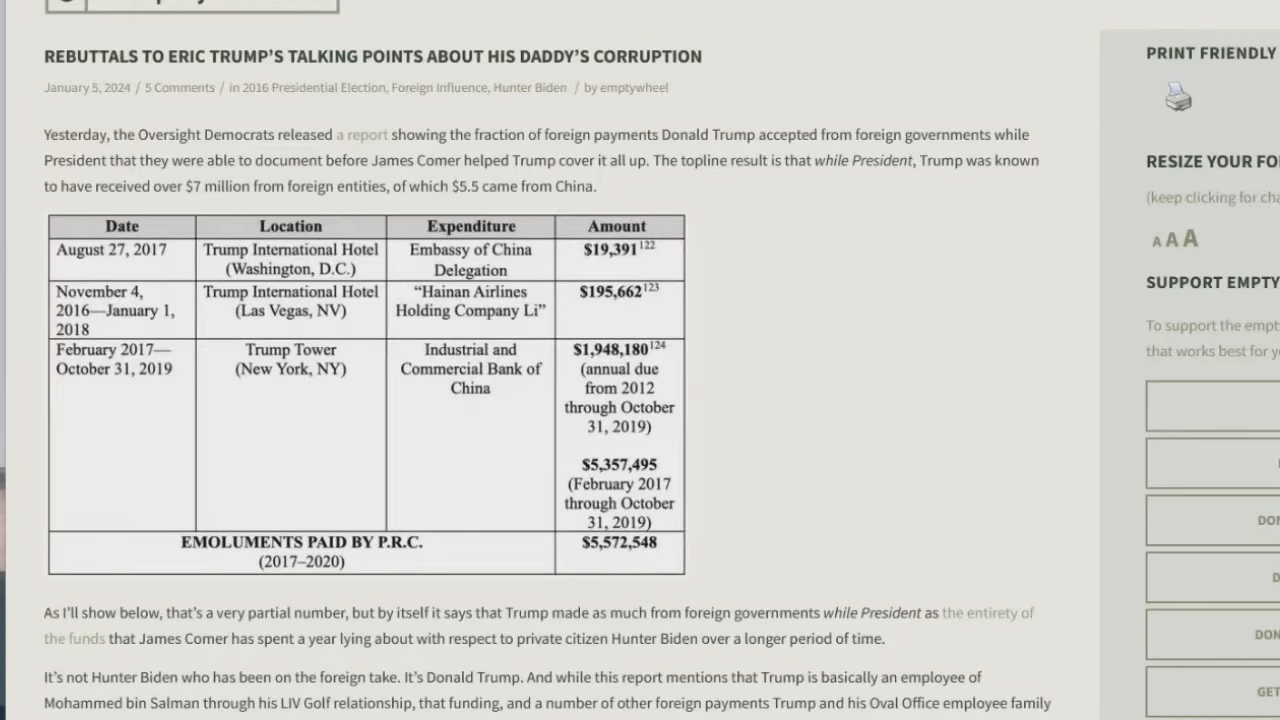 REBUTTALS TO ERIC TRUMP’S TALKING POINTS ABOUT HIS DADDY’S CORRUPTION
January 5, 2024 / 5 Comments / in 2016 Presidential Election, Foreign Influence, Hunter Biden / by emptywheel
Yesterday, the Oversight Democrats released a report showing the fraction of foreign payments Donald Trump accepted from foreign governments while
President that they were able to document before James Comer helped Trump cover it all up. The topline result is that while President, Trump was known
to have received over $7 million from foreign entities, of which $5.5 came from China.
Date Location Expenditure Amount
August 27, 2017 Trump International Hotel Embassy of China $19,391122
(Washington, D.C.) Delegation
November 4, Trump International Hotel “Hainan Airlines $195,662123
2016—January 1, (Las Vegas, NV) Holding Company Li”
2018
February 2017— Trump Tower Industrial and $1,948,180124
October 31, 2019 (New York, NY) Commercial Bank of (annual due
China from 2012
through October
31, 2019)
$5,357,495
(February 2017
through October
31, 2019)
EMOLUMENTS PAID BY P.R.C. $5,572,548
(2017–2020)
As I’ll show below, that’s a very partial number, but by itself it says that Trump made as much from foreign governments while President as the entirety of
the funds that James Comer has spent a year lying about with respect to private citizen Hunter Biden over a longer period of time.
It’s not Hunter Biden who has been on the foreign take. It’s Donald Trump. And while this report mentions that Trump is basically an employee of
Mohammed bin Salman through his LIV Golf relationship, that funding, and a number of other foreign payments Trump and his Oval Office employee family
PRINT FRIENDLY
RESIZE YOUR FO
(keep clicking for cha
A A A
SUPPORT EMPTY
To support the empt
that works best for y
DON
D
DON
GET